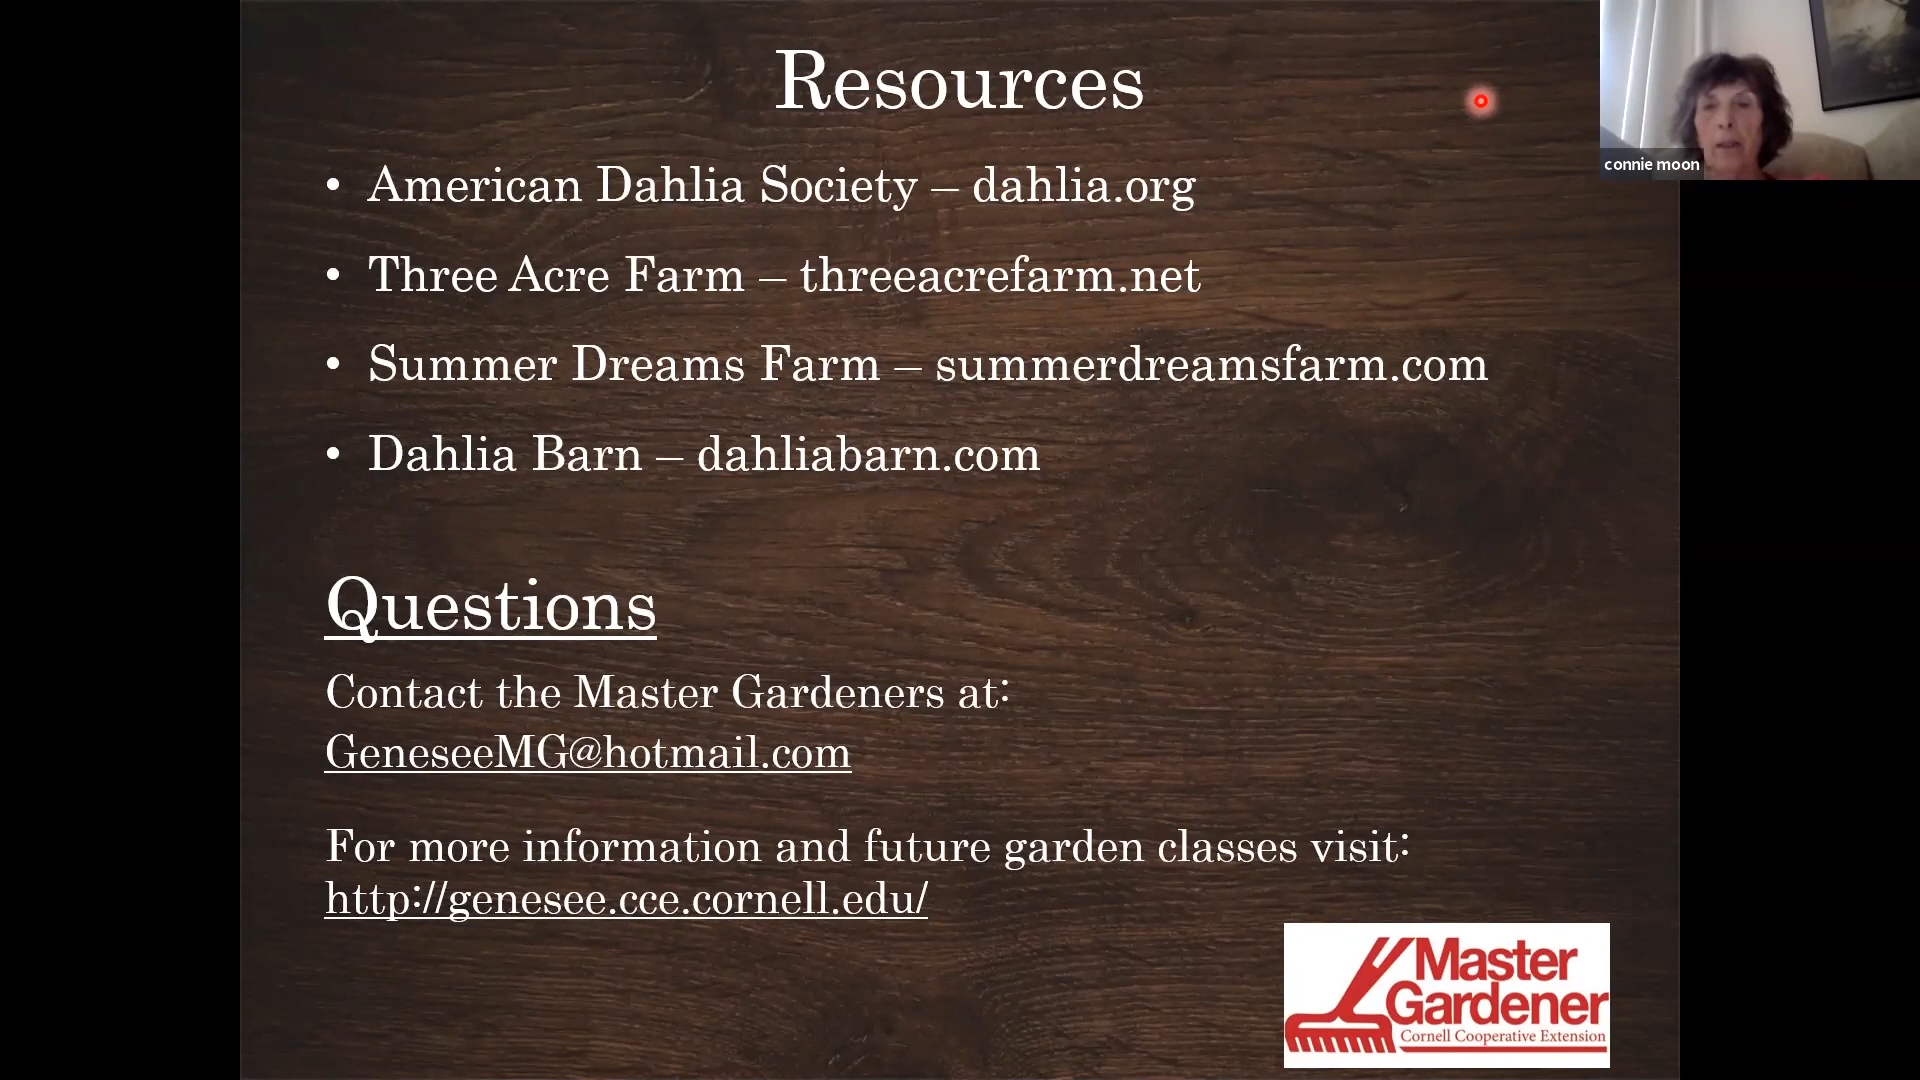 Resources
connie moon
• American Dahlia Society – dahlia.org
• Three Acre Farm – threeacrefarm.net
• Summer Dreams Farm – summerdreamsfarm.com
• Dahlia Barn – dahliabarn.com
Questions
Contact the Master Gardeners at:
GeneseeMG@hotmail.com
For more information and future garden classes visit:
http://genesee.cce.cornell.edu/
Master
Gardener
Cornell Cooperative Extension